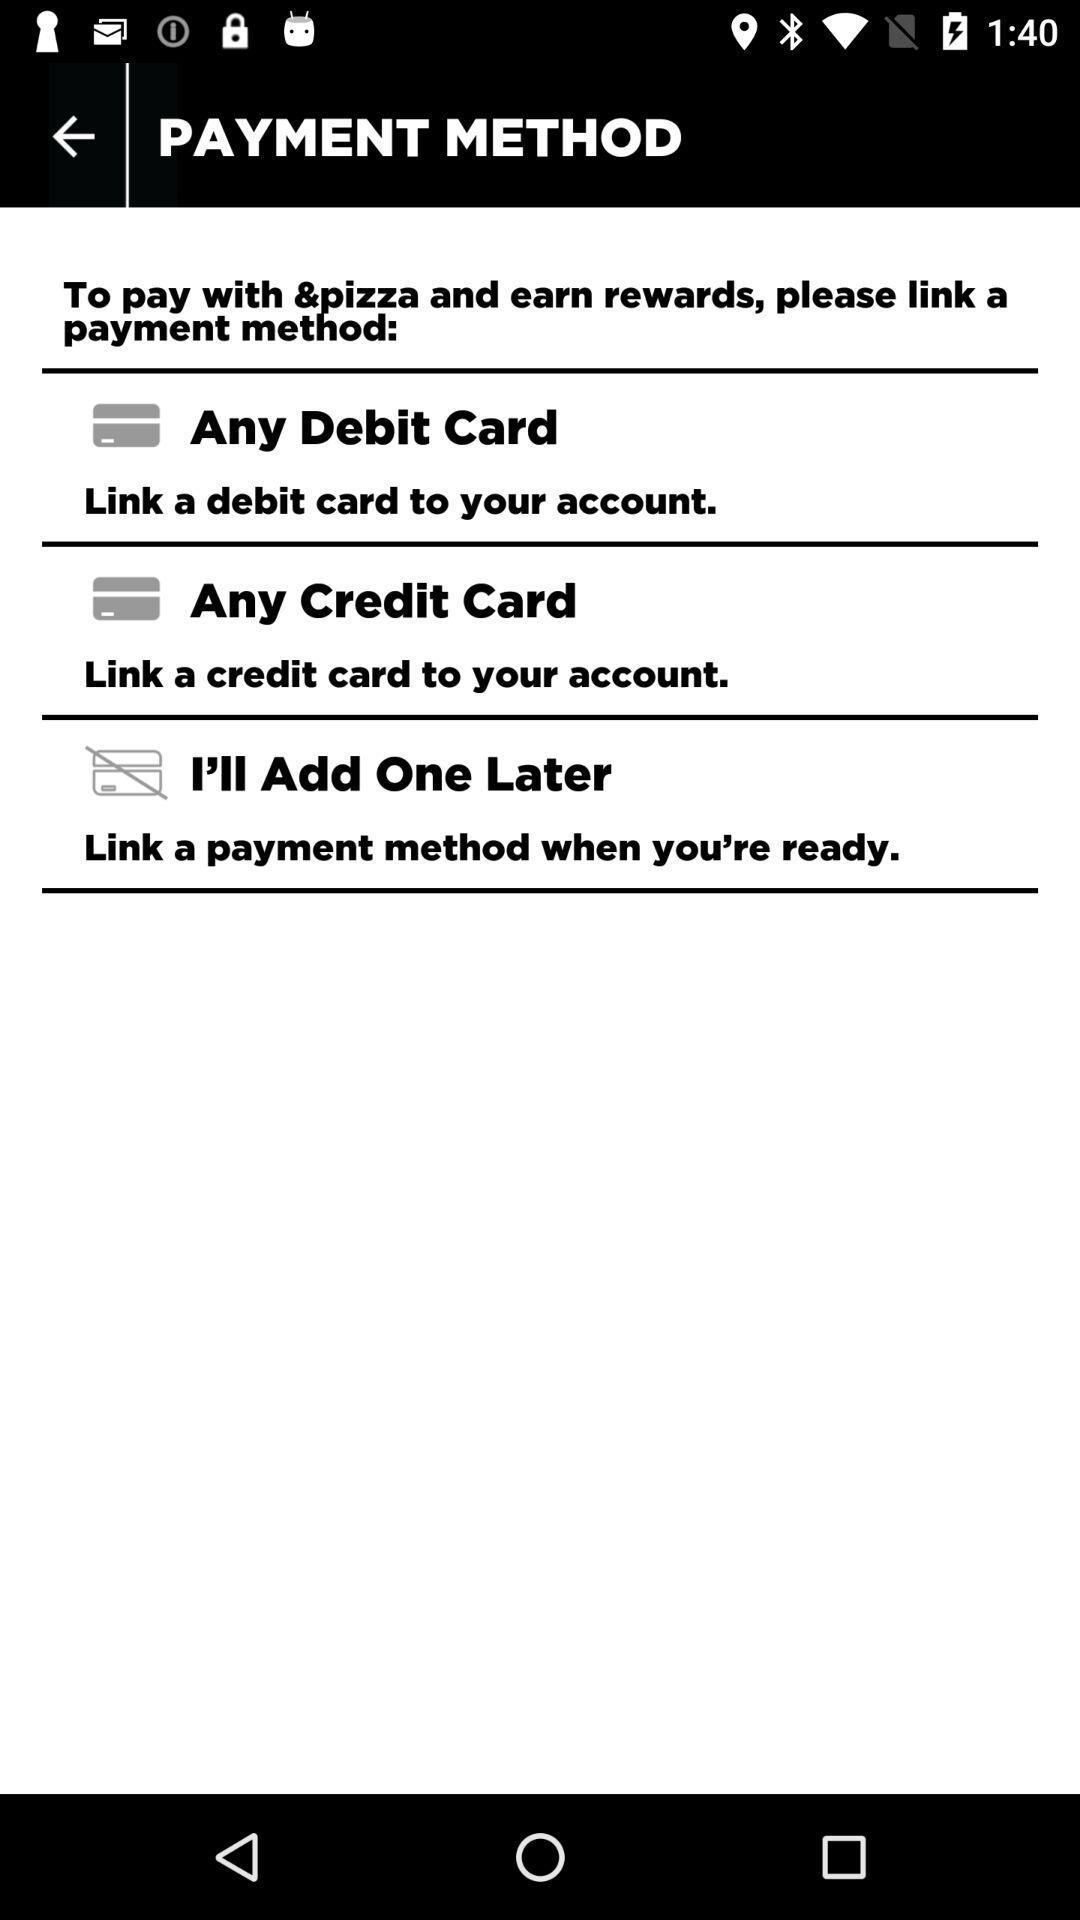 1:40
PAYMENT METHOD
To pay with &pizza and earn rewards, please link a
payment method:
Any Debit Card
Link a debit card to your account.
Any Credit Card
Link a credit card to your account.
I’ll Add One Later
Link a payment method when you’re ready.